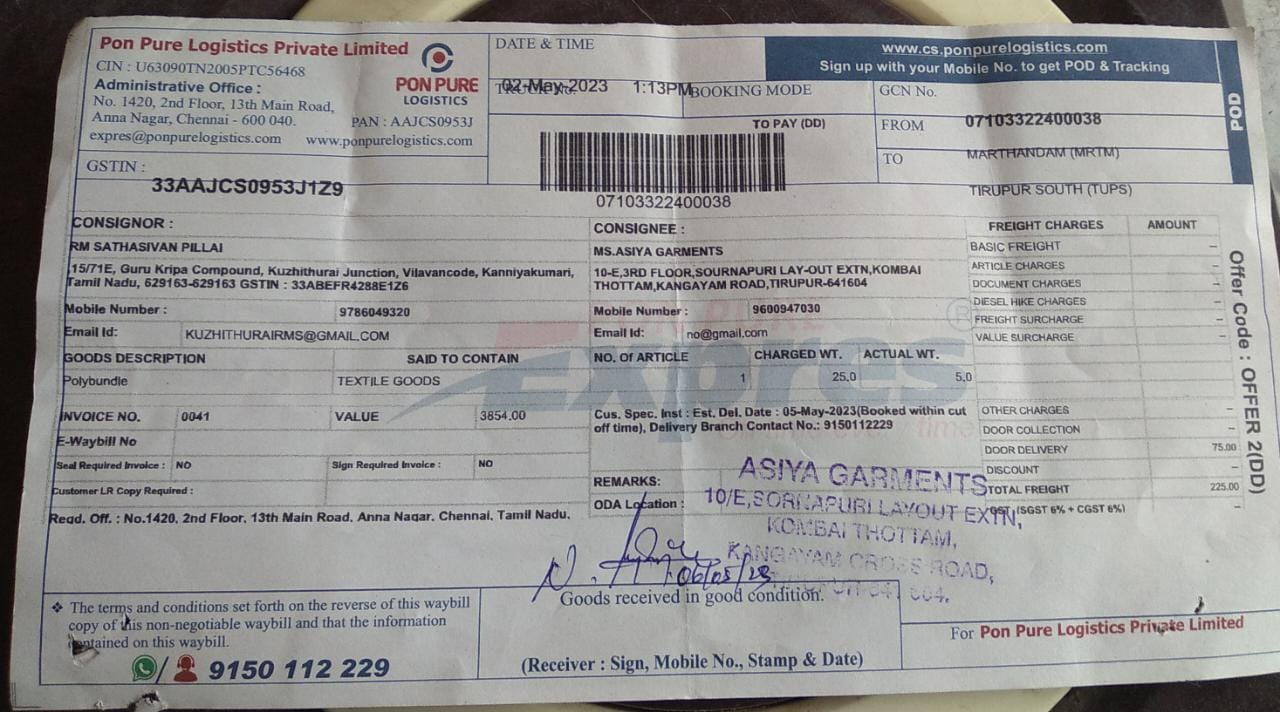 Pon Pure Logistics Private Limited
CIN : U63090TN2005PTC56468
Administrative Office :
No. 1420, 2nd Floor, 13th Main Road,
Anna Nagar, Chennai - 600 040.
PAN : AAJCS0953J
expres@ponpurelogistics.com www.ponpurelogistics.com
PON PURE
LOGISTICS
GSTIN :
33AAJCS0953J1Z9
DATE & TIME
02-May-2023 1:13PM
BOOKING MODE
TO PAY (DD)
07103322400038
www.cs.ponpurelogistics.com
Sign up with your Mobile No. to get POD & Tracking
POD
GCN No.
07103322400038
FROM
MARTHANDAM (MRTM)
TO
TIRUPUR SOUTH (TUPS)
CONSIGNOR :
RM SATHASIVAN PILLAI
15/71E, Guru Kripa Compound, Kuzhithurai Junction, Vilavancode, Kanniyakumari,
Tamil Nadu, 629163-629163 GSTIN : 33ABEFR4288E1Z6
Mobile Number : 9786049320
Email Id: KUZHITHURAIRMS@GMAIL.COM
CONSIGNEE :
MS.ASIYA GARMENTS
10-E,3RD FLOOR,SOURNAPURI LAY-OUT EXTN,KOMBAI
THOTTAM,KANGAYAM ROAD,TIRUPUR-641604
Mobile Number : 9600947030
Email Id: no@gmail.com
GOODS DESCRIPTION SAID TO CONTAIN
Polybundle TEXTILE GOODS
NO. OF ARTICLE CHARGED WT. ACTUAL WT.
1 25.0 5.0
INVOICE NO. 0041 VALUE 3854.00
E-Waybill No
Seal Required Invoice : NO Sign Required Invoice : NO
Customer LR Copy Required :
Regd. Off. : No.1420, 2nd Floor, 13th Main Road, Anna Nagar, Chennai, Tamil Nadu,
Cus. Spec. Inst : Est. Del. Date : 05-May-2023(Booked within cut
off time), Delivery Branch Contact No.: 9150112229
REMARKS:
ODA Location :
Expres
FREIGHT CHARGES AMOUNT
BASIC FREIGHT –
ARTICLE CHARGES –
DOCUMENT CHARGES –
DIESEL HIKE CHARGES –
FREIGHT SURCHARGE –
VALUE SURCHARGE –
OTHER CHARGES –
DOOR COLLECTION –
DOOR DELIVERY 75.00
DISCOUNT –
TOTAL FREIGHT 225.00
(SGST 6% + CGST 6%)
Offer Code : OFFER 2(DD)
ASIYA GARMENTS
10/E,SORNAPURI LAYOUT EXTN,
KOMBAI THOTTAM,
KANGAYAM CROSS ROAD,
06/05/23
Goods received in good condition.
(Receiver : Sign, Mobile No., Stamp & Date)
❖ The terms and conditions set forth on the reverse of this waybill
copy of this non-negotiable waybill and that the information
contained on this waybill.
9150 112 229
For Pon Pure Logistics Private Limited